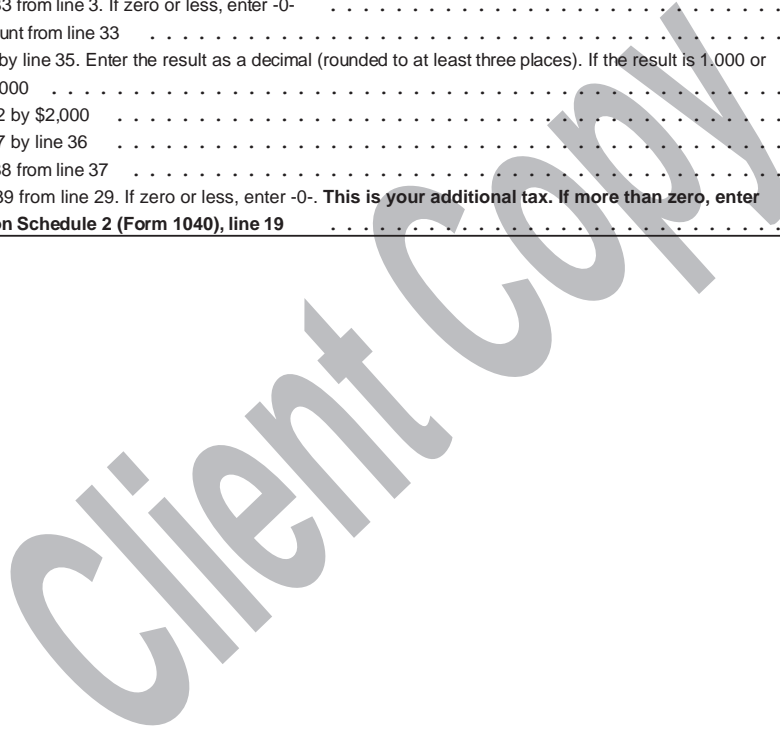 33 from line 3. If zero or less, enter -0- . . . . . . . . . . . . . . . . . . . . . . . . . . . . . .
unt from line 33 . . . . . . . . . . . . . . . . . . . . . . . . . . . . . . . . . . . . . . . .
by line 35. Enter the result as a decimal (rounded to at least three places). If the result is 1.000 or
000 . . . . . . . . . . . . . . . . . . . . . . . . . . . . . . . . . . . . . . . . . . . . . .
2 by $2,000 . . . . . . . . . . . . . . . . . . . . . . . . . . . . . . . . . . . . . . . . . .
7 by line 36 . . . . . . . . . . . . . . . . . . . . . . . . . . . . . . . . . . . . . . . . . .
38 from line 37 . . . . . . . . . . . . . . . . . . . . . . . . . . . . . . . . . . . . . . . . .
39 from line 29. If zero or less, enter -0-. This is your additional tax. If more than zero, enter
on Schedule 2 (Form 1040), line 19 . . . . . . . . . . . . . . . . . . . . . . . . . . . . . .
Client Copy